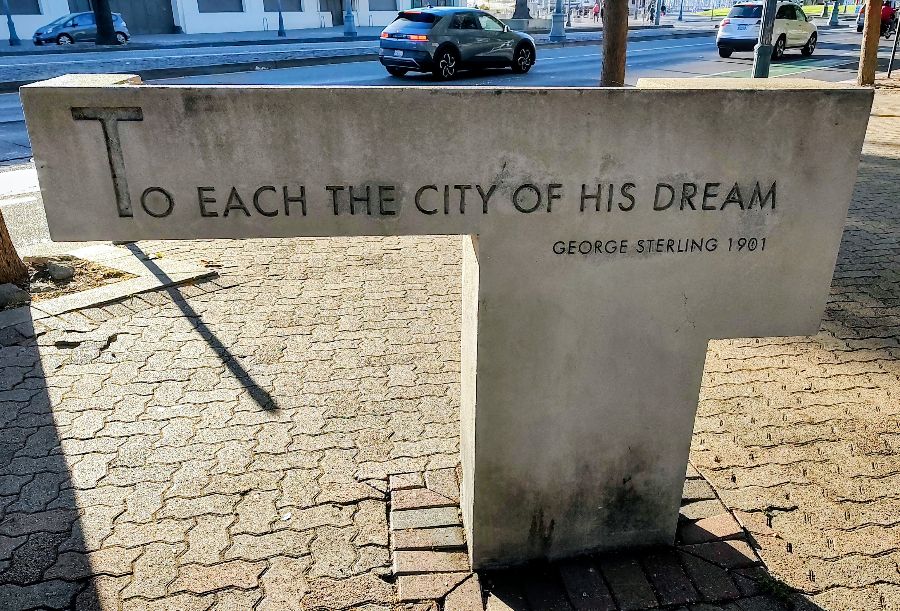 TO EACH THE CITY OF HIS DREAM
GEORGE STERLING 1901